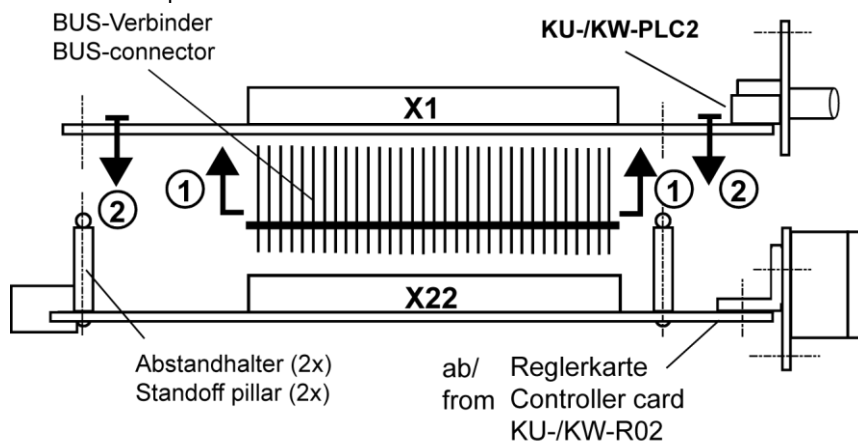 BUS-Verbinder
BUS-connector
KU-/KW-PLC2
X1
1
1
2
2
X22
Abstandhalter (2x)
Standoff pillar (2x)
ab/ Reglerkarte
from Controller card
KU-/KW-R02